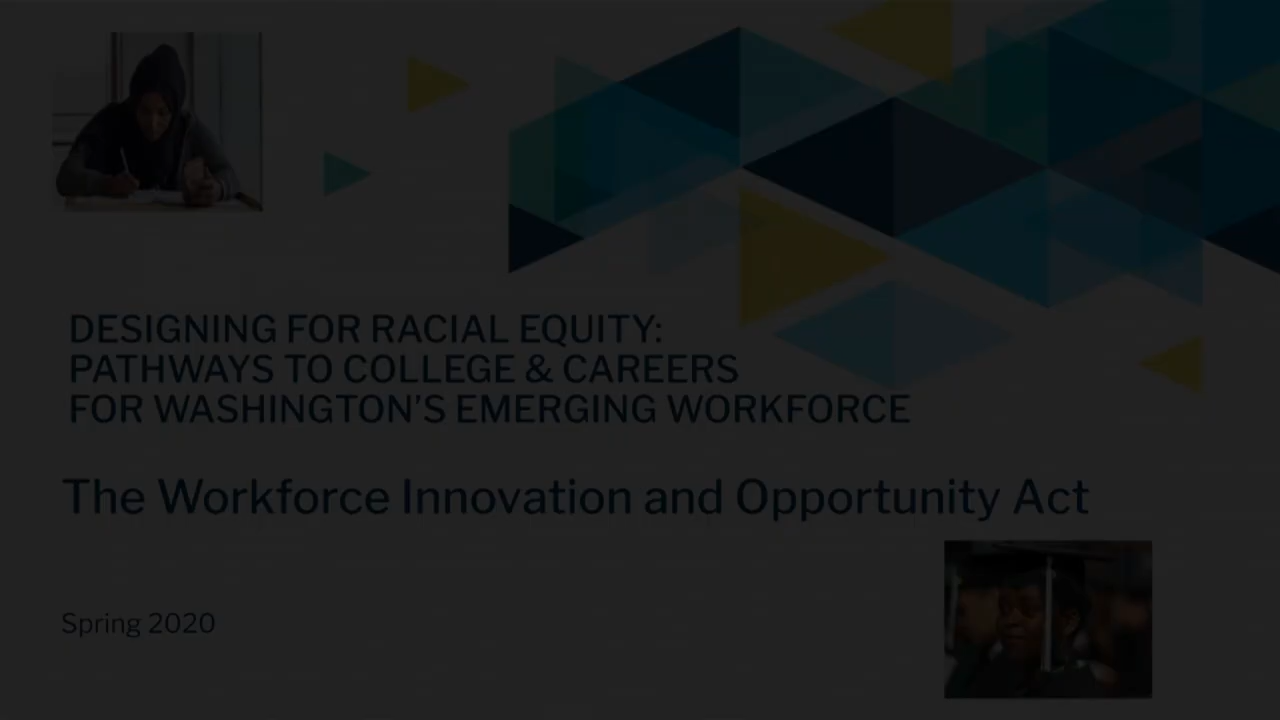 DESIGNING FOR RACIAL EQUITY:
PATHWAYS TO COLLEGE & CAREERS
FOR WASHINGTON'S EMERGING WORKFORCE
The Workforce Innovation and Opportunity Act
Spring 2020